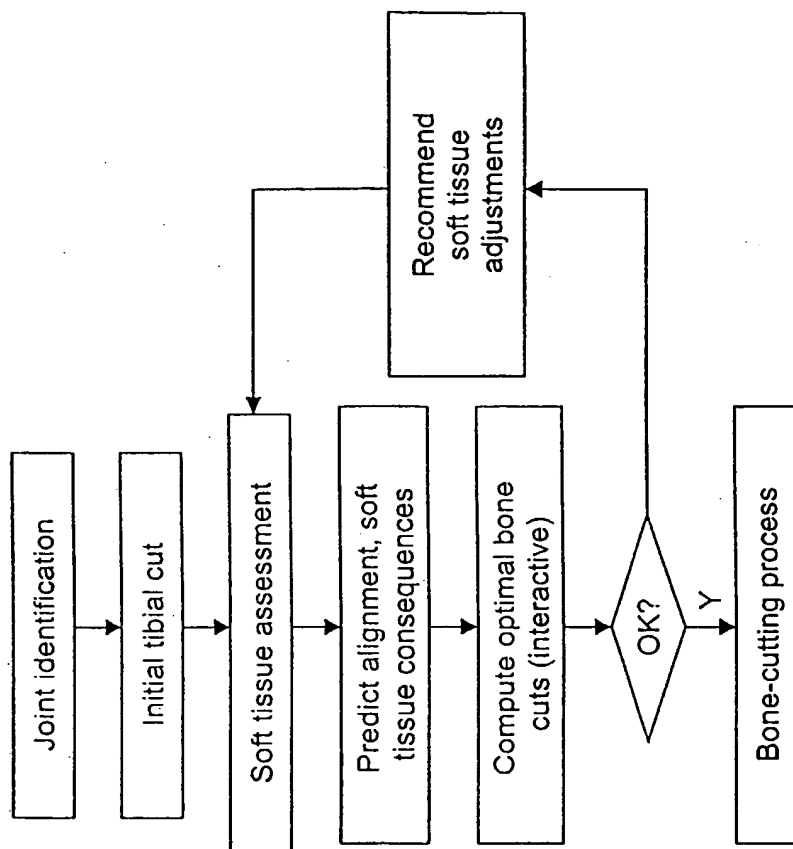 Joint identification
Initial tibial cut
Soft tissue assessment
Predict alignment, soft
tissue consequences
Compute optimal bone
cuts (interactive)
OK?
Y
Bone-cutting process
Recommend
soft tissue
adjustments